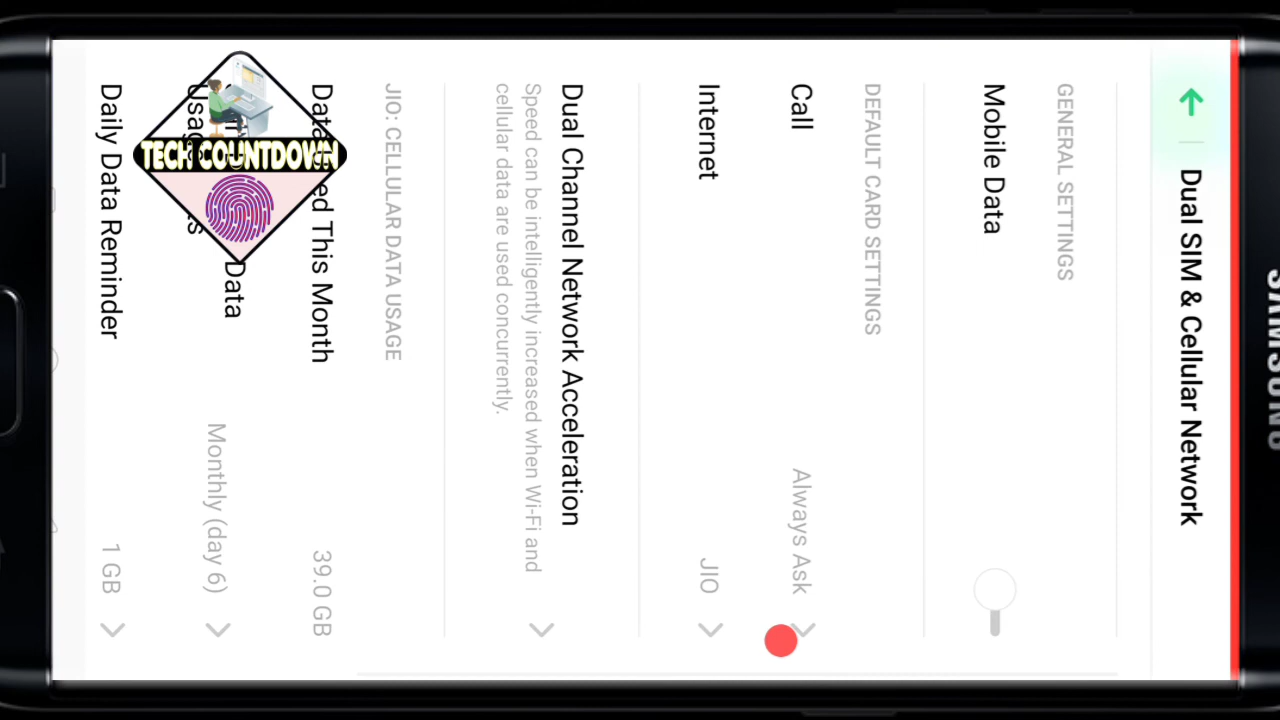 Dual SIM & Cellular Network
GENERAL SETTINGS
Mobile Data
DEFAULT CARD SETTINGS
Call Always Ask
Internet JIO
Dual Channel Network Acceleration
Speed can be intelligently increased when Wi-Fi and
cellular data are used concurrently.
JIO: CELLULAR DATA USAGE
This Month 39.0 GB
Data
Monthly (day 6)
Daily Data Reminder 1 GB
TECH COUNTDOWN
SAMSUNG